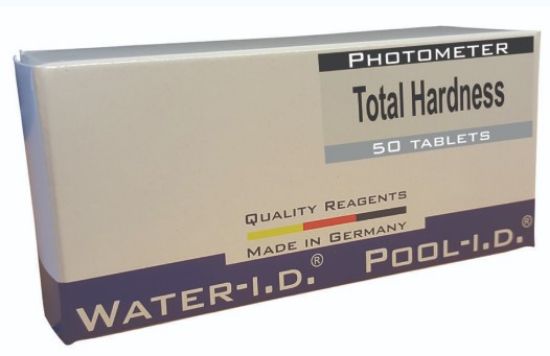 PHOTOMETER
Total Hardness
50 TABLETS
QUALITY REAGENTS
MADE IN GERMANY
WATER-I.D.® POOL-I.D.®